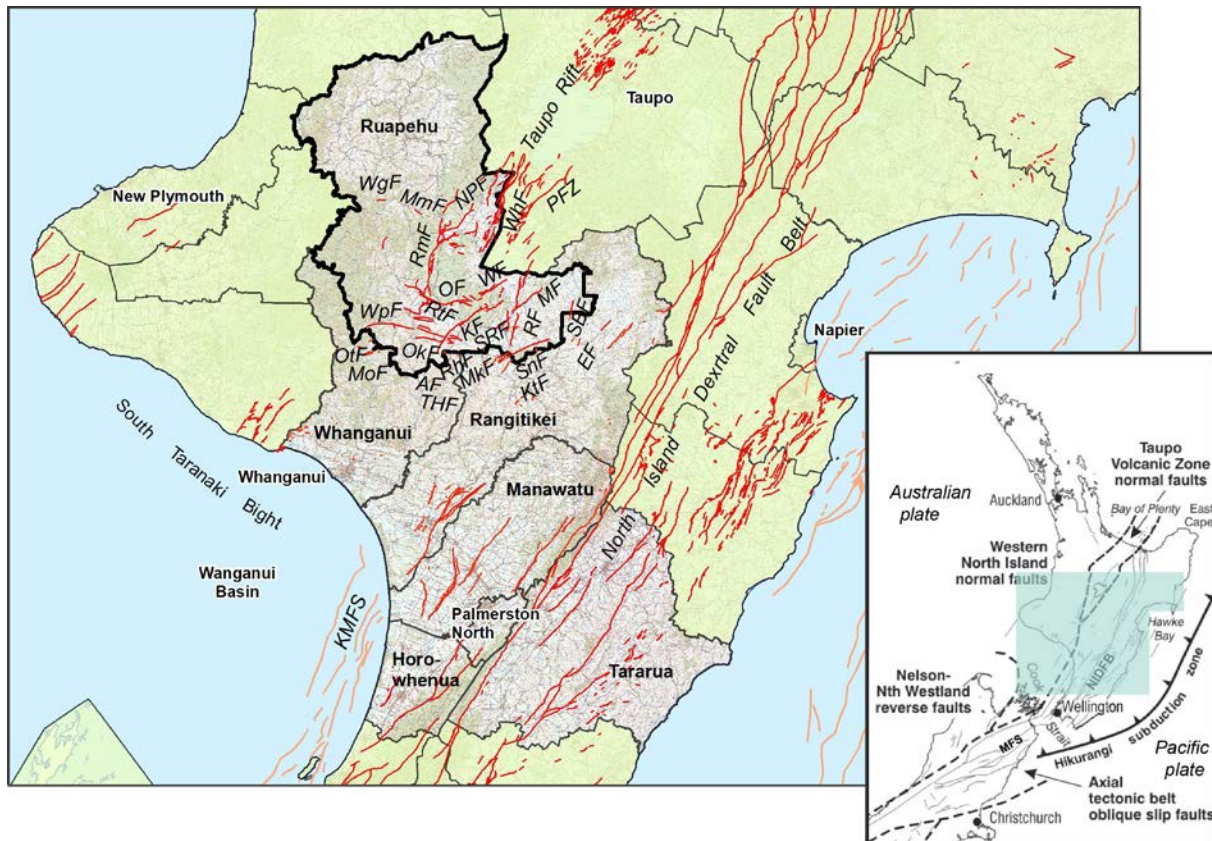 Taupo Rift
Taupo
Ruapehu
New Plymouth
WgF
MmF
NPF
WhF
PFZ
RmF
OF
WF
MF
SBF
WpF
RtF
KF
SRF
RF
EF
OtF
MoF
OkF
RhF
MkF
SnF
KtF
AF
THF
Napier
North Island Dexrtral Fault Belt
Whanganui
Rangitikei
South Taranaki Bight
Whanganui
Manawatu
Wanganui
Basin
KMFS
Palmerston
North
Horo-
whenua
Tararua
Taupo
Volcanic Zone
normal faults
Australian
plate
Auckland
Bay of Plenty
East
Cape
Western
North Island
normal faults
Hawke
Bay
NIDFB
Nelson-
Nth Westland
reverse faults
Cook Strait
Wellington
MFS
Hikurangi subduction zone
Pacific
plate
Axial
tectonic belt
oblique slip faults
Christchurch